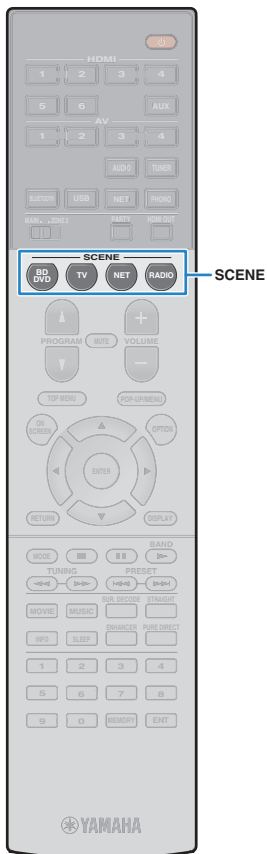 HDMI
1 2 3 4
5 6 AUX
AV
1 2 3 4
AUDIO TUNER
BLUETOOTH USB NET PHONO
MAIN ZONE2 PARTY HDMI OUT
SCENE
BD DVD TV NET RADIO
SCENE
PROGRAM MUTE VOLUME
TOP MENU POP-UP/MENU
ON SCREEN OPTION
ENTER
RETURN DISPLAY
BAND
MODE
TUNING PRESET
SUR. DECODE STRAIGHT
MOVIE MUSIC
ENHANCER PURE DIRECT
INFO SLEEP
1 2 3 4
5 6 7 8
9 0 MEMORY ENT
YAMAHA